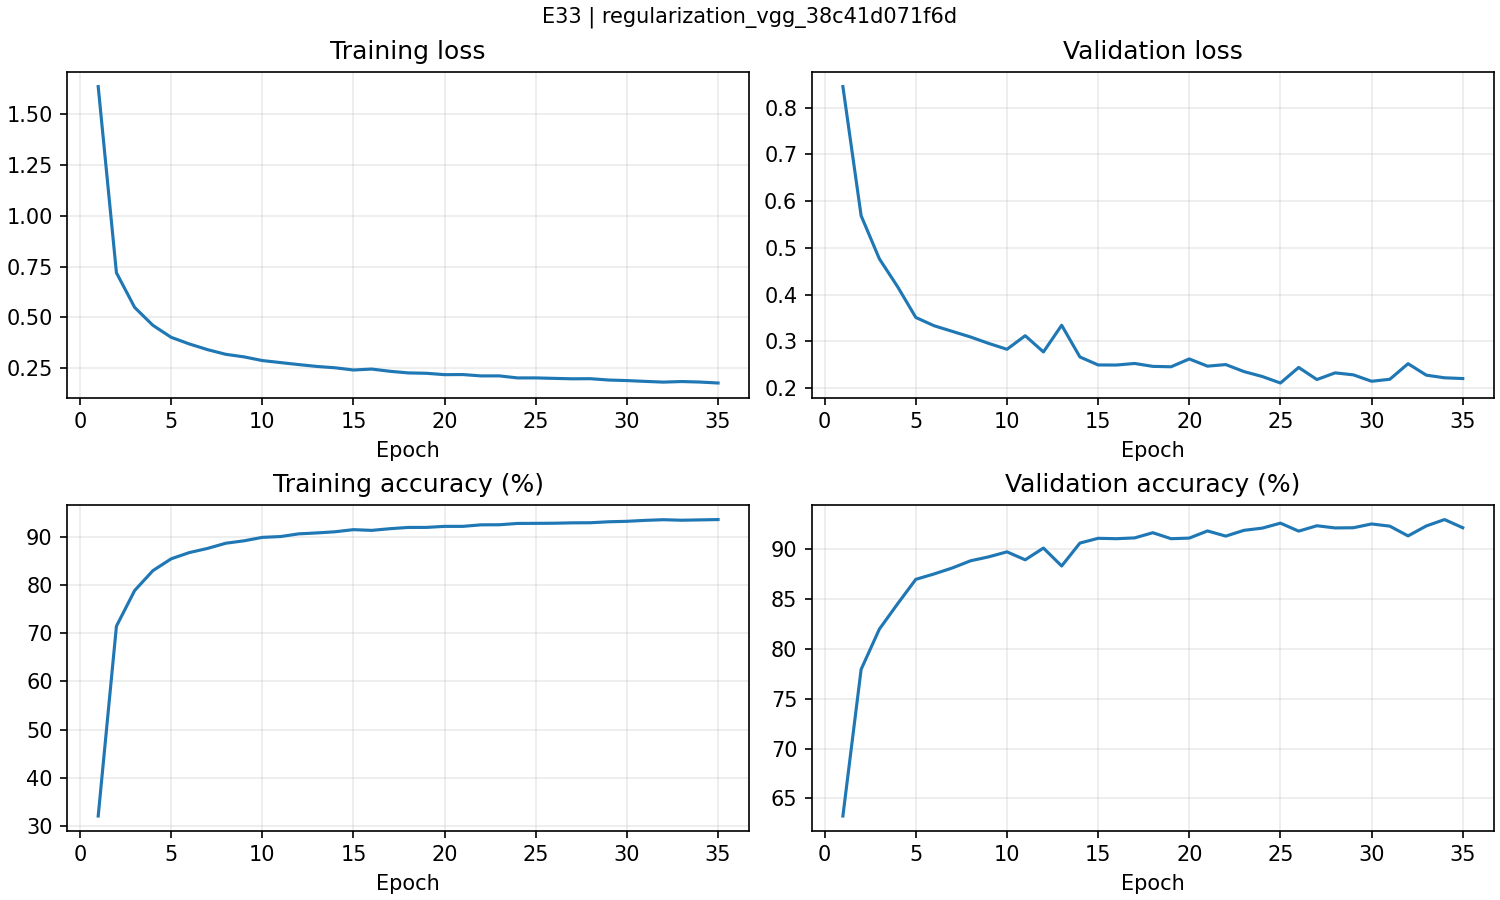 E33 | regularization_vgg_38c41d071f6d
Training loss
1.50
1.25
1.00
0.75
0.50
0.25
0 5 10 15 20 25 30 35
Epoch
Validation loss
0.8
0.7
0.6
0.5
0.4
0.3
0.2
0 5 10 15 20 25 30 35
Epoch
Training accuracy (%)
90
80
70
60
50
40
30
0 5 10 15 20 25 30 35
Epoch
Validation accuracy (%)
90
85
80
75
70
65
0 5 10 15 20 25 30 35
Epoch